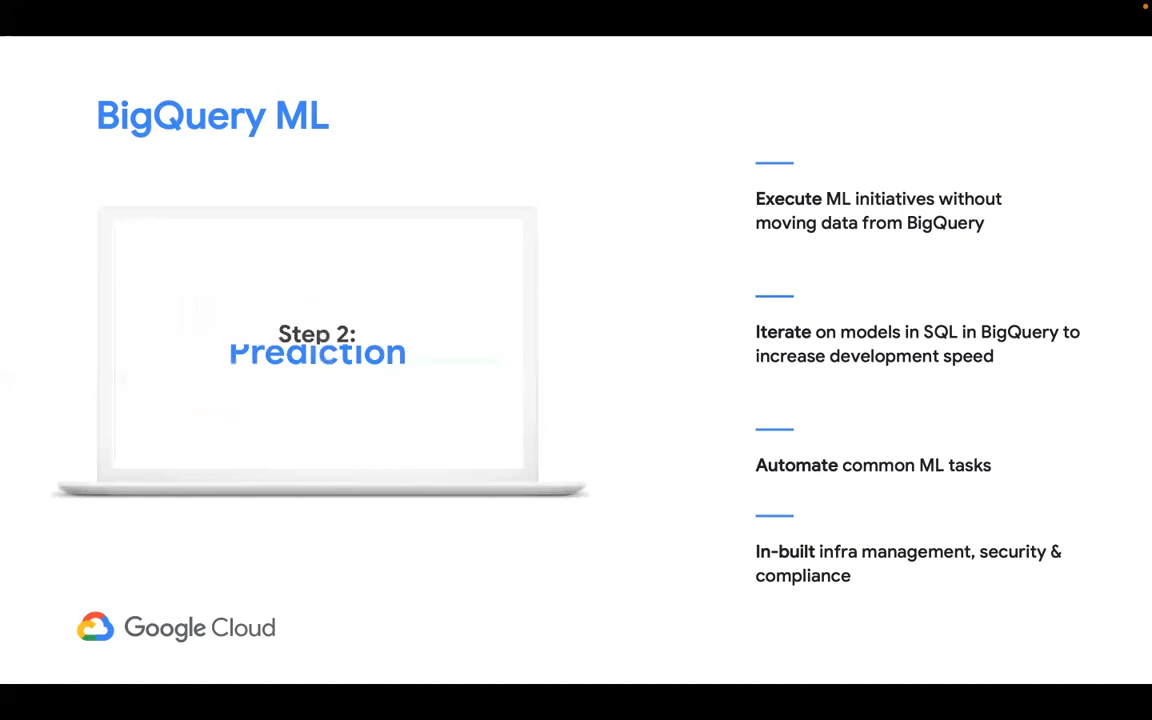 BigQuery ML
Step 2:
Prediction
Execute ML initiatives without
moving data from BigQuery
Iterate on models in SQL in BigQuery to
increase development speed
Automate common ML tasks
In-built infra management, security &
compliance
Google Cloud